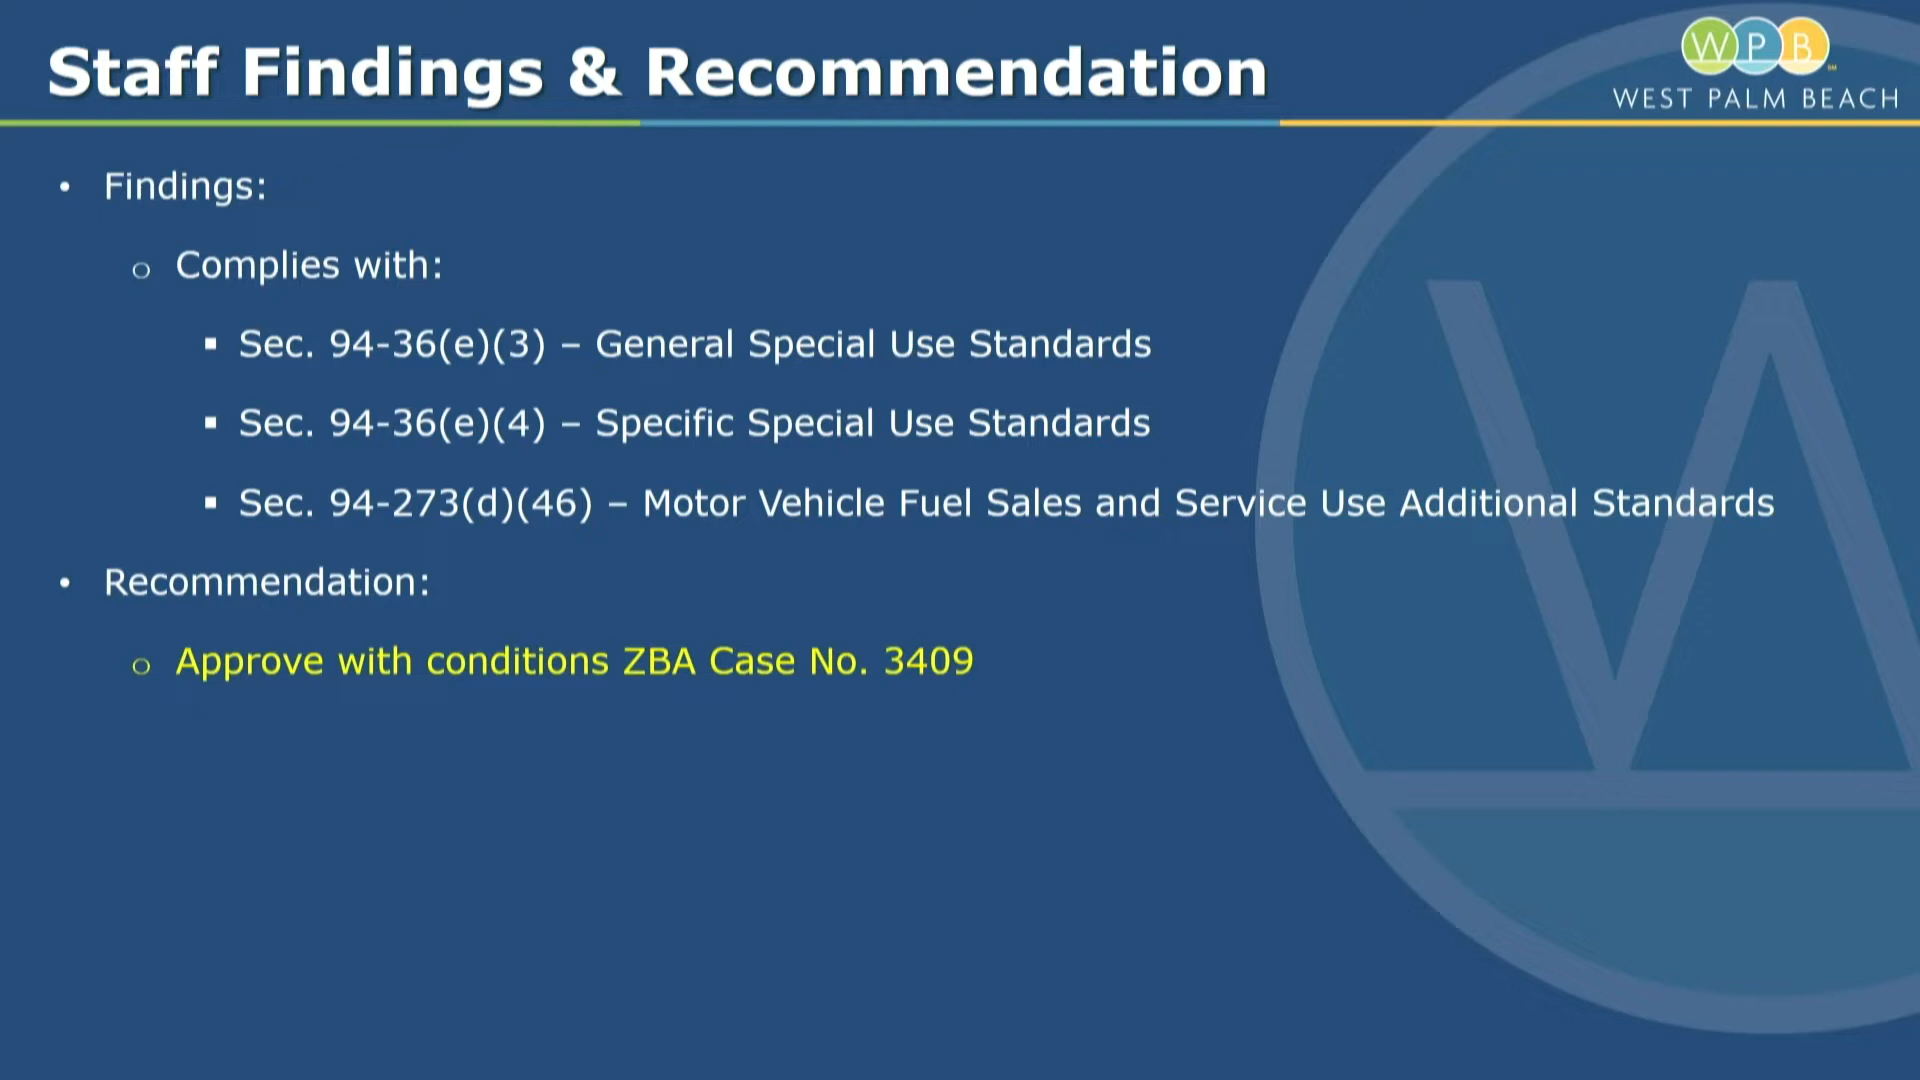 Staff Findings & Recommendation
WPB
WEST PALM BEACH
• Findings:
o Complies with:
▪ Sec. 94-36(e)(3) – General Special Use Standards
▪ Sec. 94-36(e)(4) – Specific Special Use Standards
▪ Sec. 94-273(d)(46) – Motor Vehicle Fuel Sales and Service Use Additional Standards
• Recommendation:
o Approve with conditions ZBA Case No. 3409